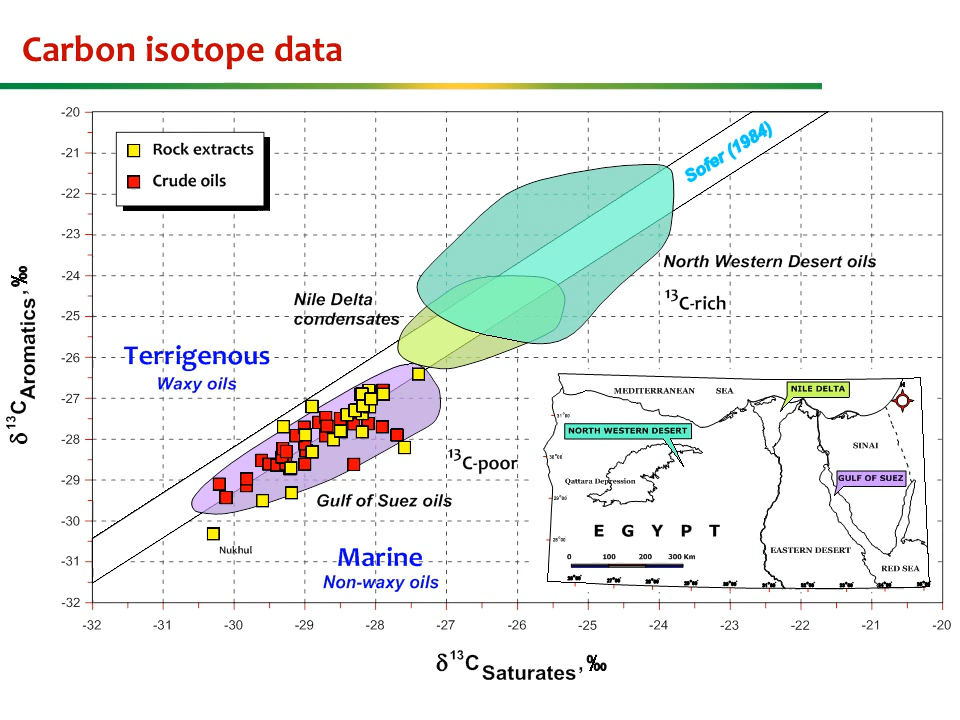 Carbon isotope data
-20
-21
-22
-23
-24
-25
-26
-27
-28
-29
-30
-31
-32
-32 -31 -30 -29 -28 -27 -26 -25 -24 -23 -22 -21 -20
δ 13C Aromatics, ‰
δ 13C Saturates, ‰
Rock extracts
Crude oils
Sofer (1984)
North Western Desert oils
13C-rich
Nile Delta
condensates
Terrigenous
Waxy oils
13C-poor
Gulf of Suez oils
Nukhul
Marine
Non-waxy oils
MEDITERRANEAN SEA
NILE DELTA
N
NORTH WESTERN DESERT
SINAI
Qattara Depression
GULF OF SUEZ
EGYPT
EASTERN DESERT
RED SEA
0 100 200 300 Km